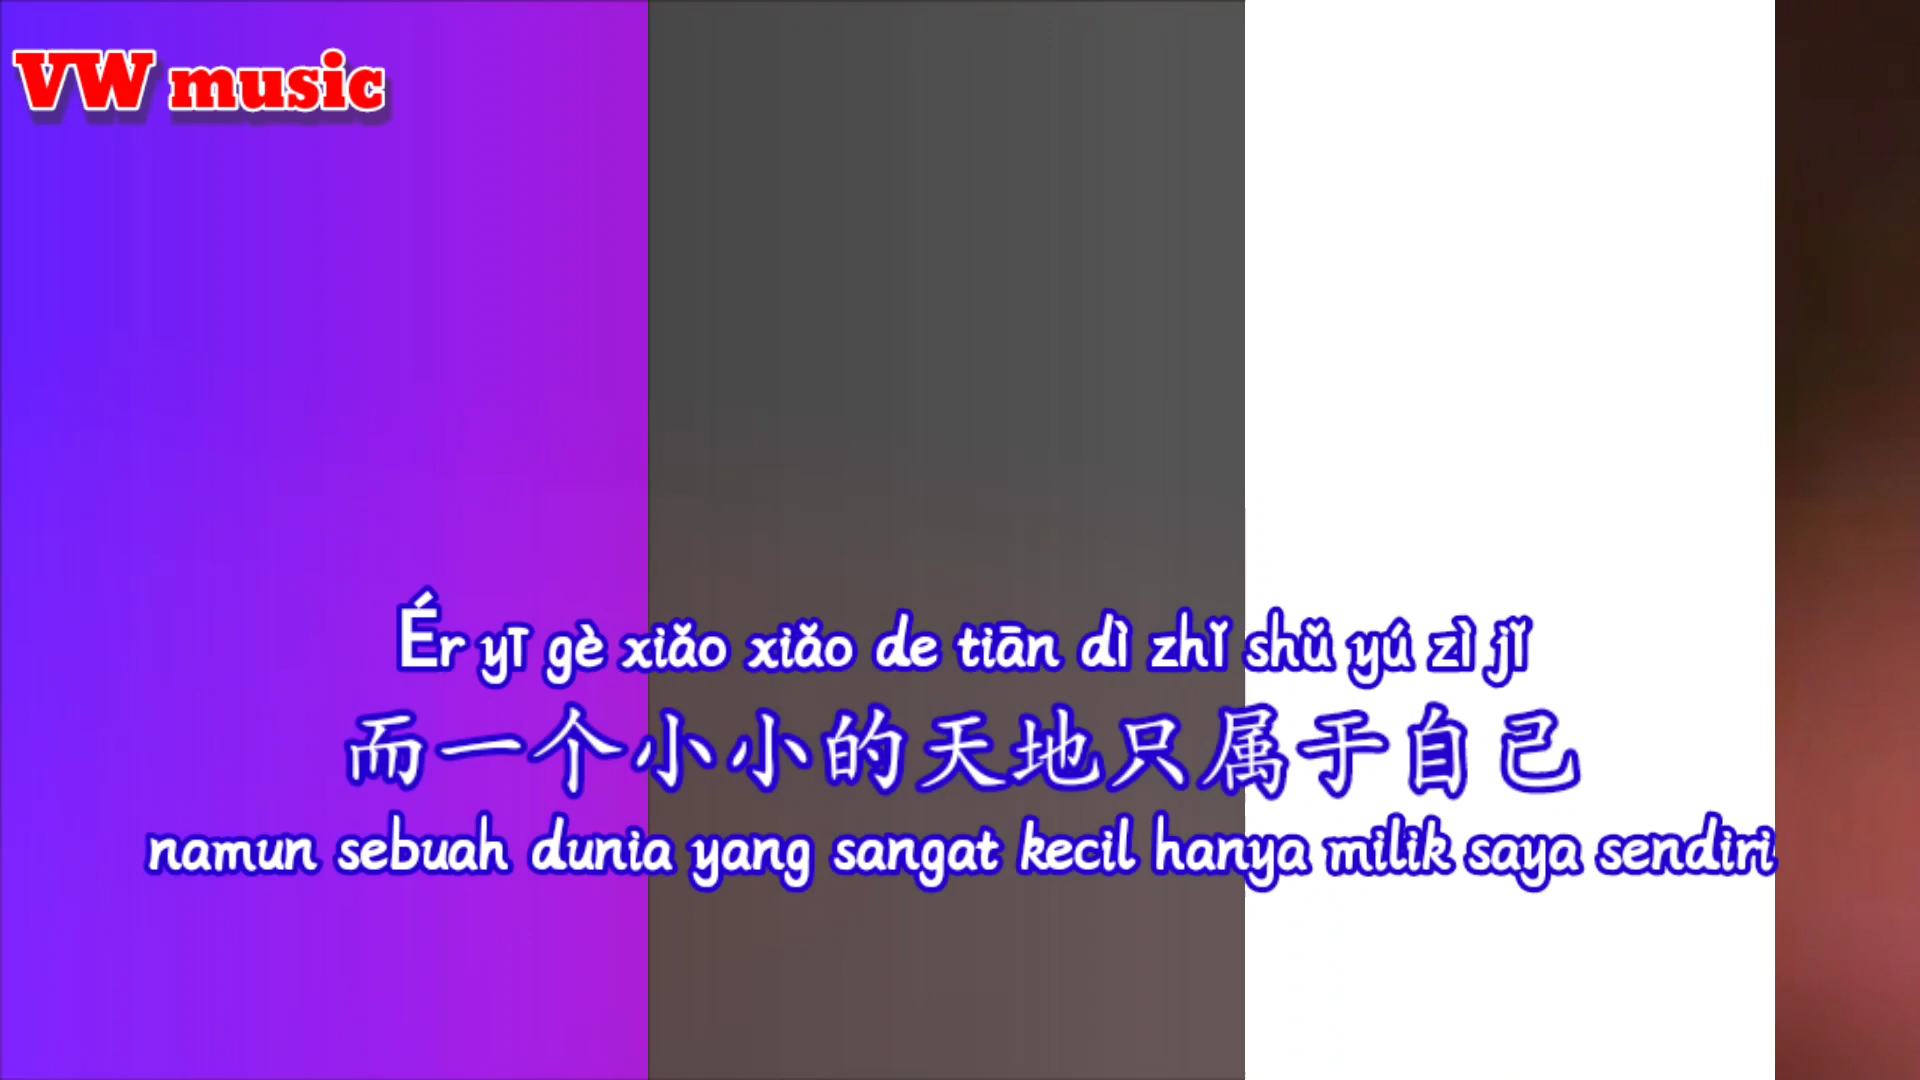 VW music
Ér yī gè xiǎo xiǎo de tiān dì zhǐ shǔ yú zì jǐ
而一个小小的天地只属于自己
namun sebuah dunia yang sangat kecil hanya milik saya sendiri